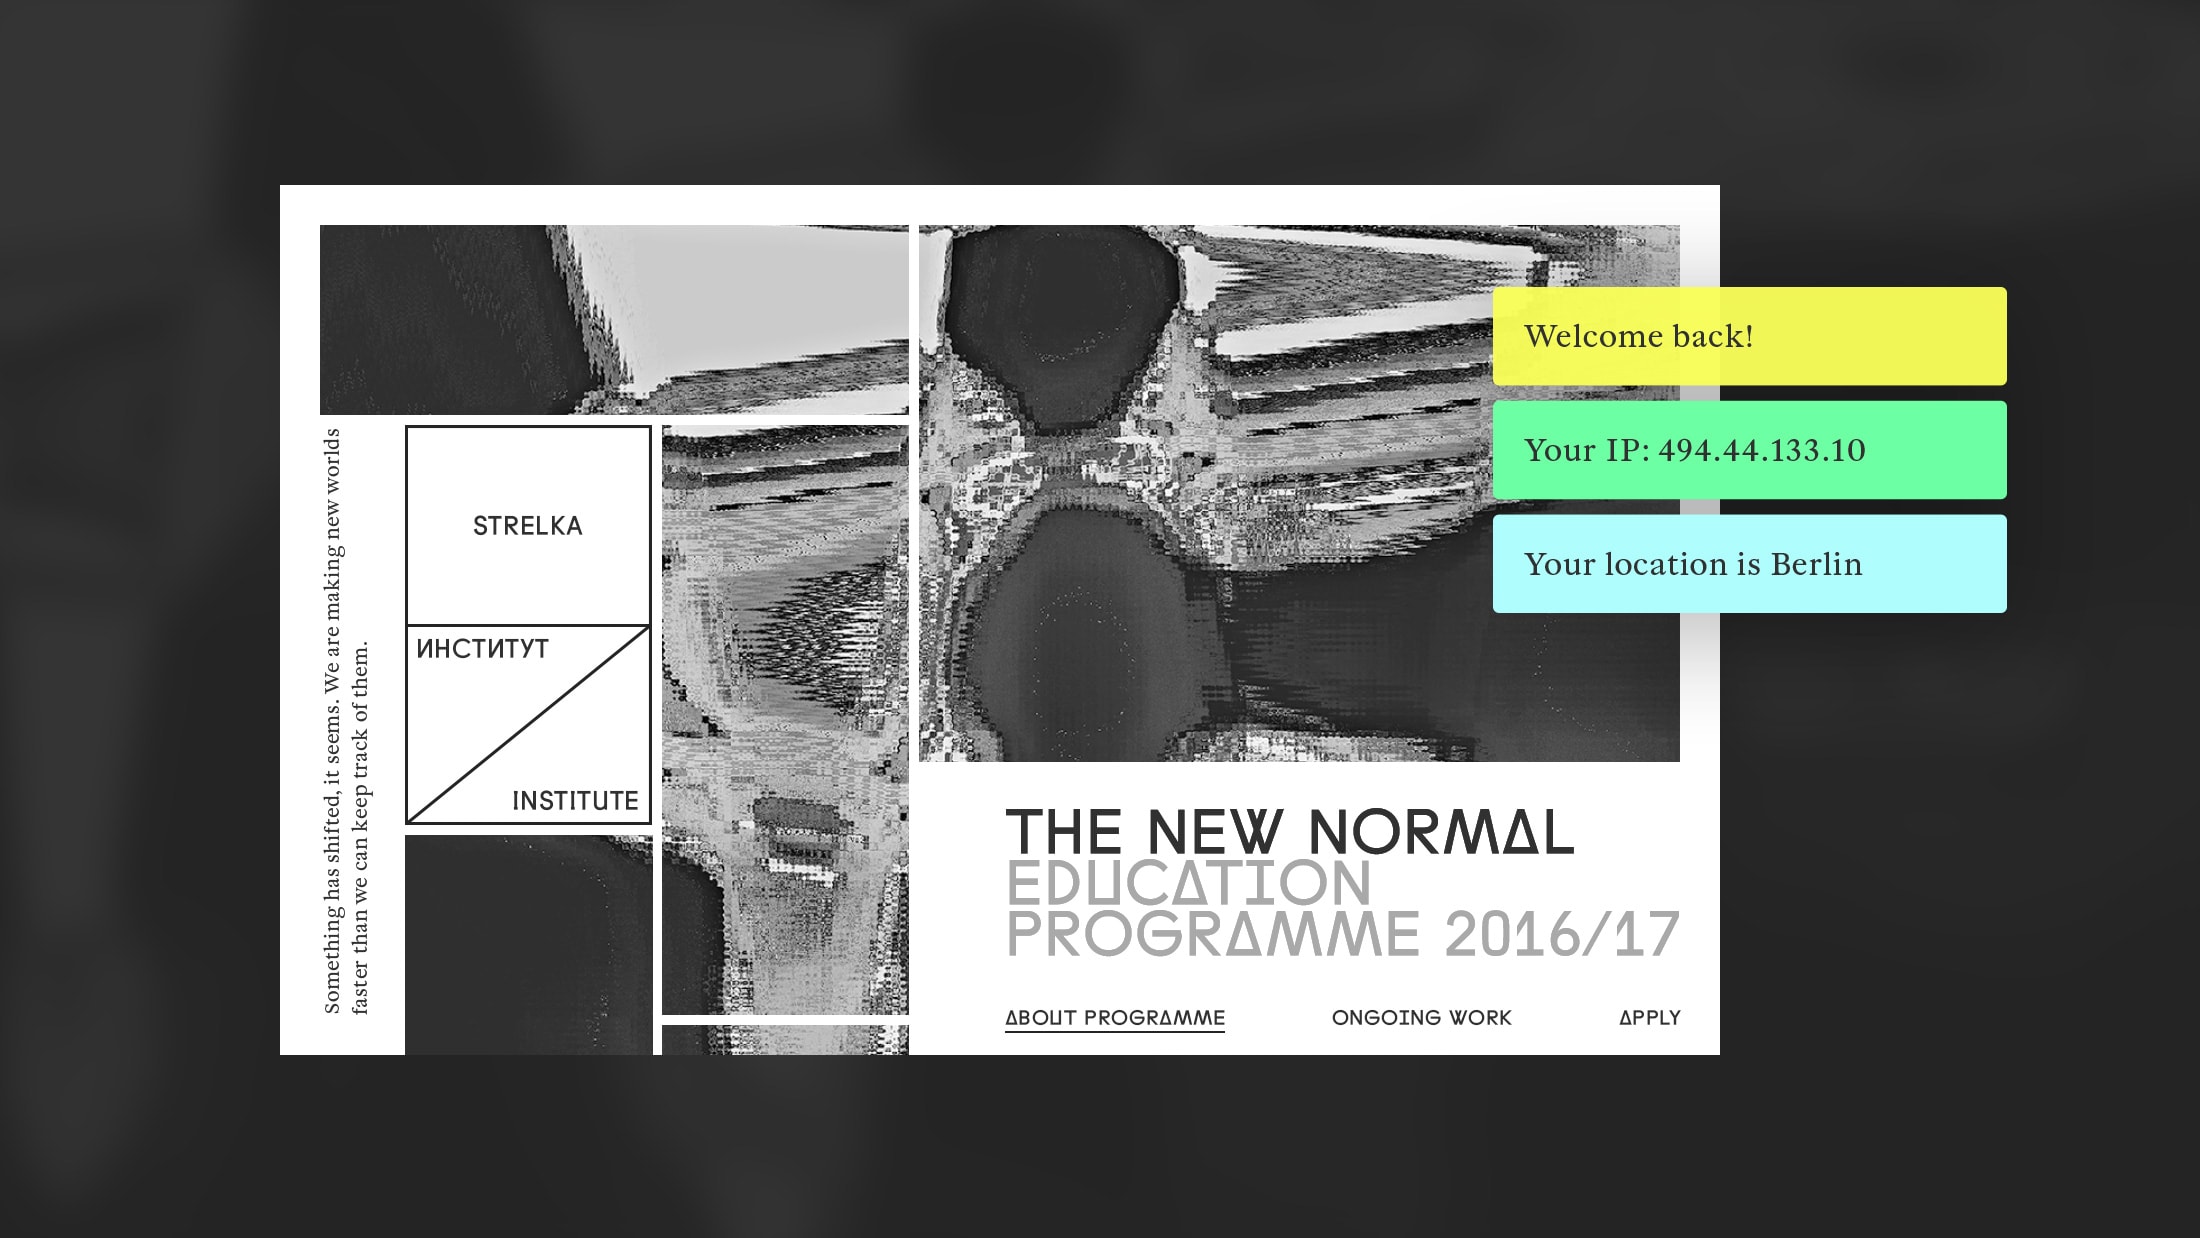 Something has shifted, it seems. We are making new worlds
faster than we can keep track of them.
STRELKA
ИНСТИТУТ
INSTITUTE
Welcome back!
Your IP: 494.44.133.10
Your location is Berlin
THE NEW NORMAL
EDUCATION
PROGRAMME 2016/17
ABOUT PROGRAMME
ONGOING WORK
APPLY